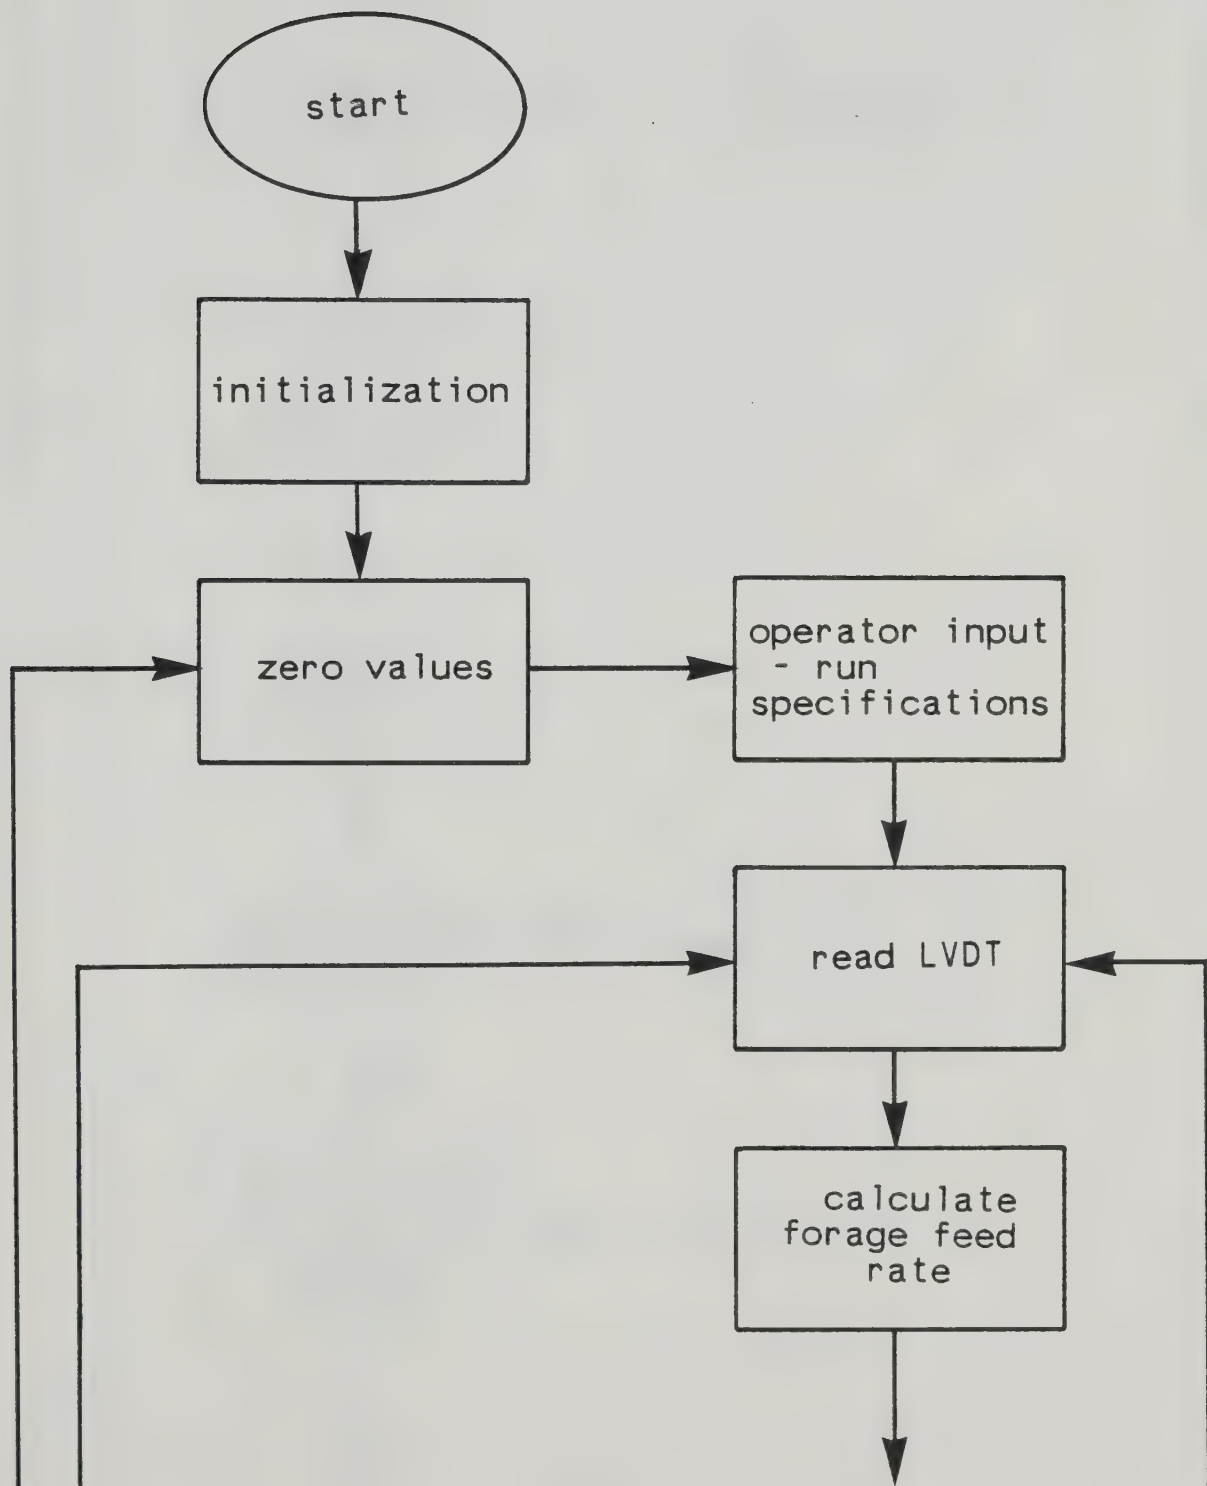 start
initialization
zero values
operator input
- run
specifications
read LVDT
calculate
forage feed
rate